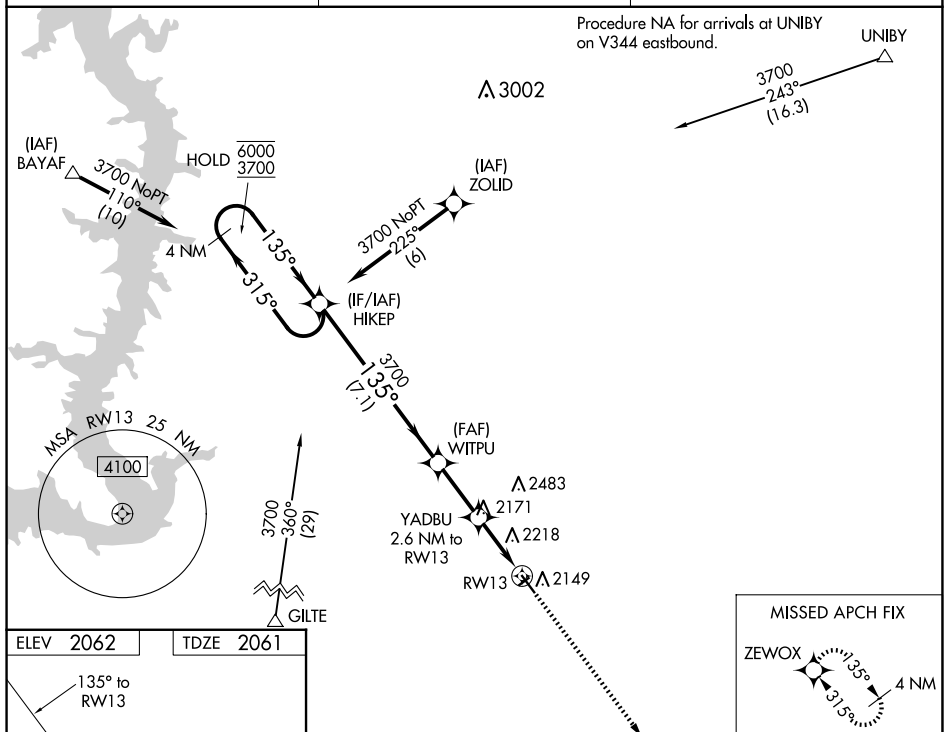 Procedure NA for arrivals at UNIBY
on V344 eastbound.
UNIBY
3700
243°
(16.3)
3002
(IAF)
BAYAF
3700 NoPT
110°
(10)
HOLD
6000
3700
(IAF)
ZOLID
3700 NoPT
225°
(6)
4 NM
135°
315°
(IF/IAF)
HIKEP
3700
135°
(7.1)
(FAF)
WITPU
MSA RW13 25 NM
4100
3700
360°
(29)
GILTE
2483
2171
YADBU
2.6 NM to
RW13
2218
RW13
2149
ELEV 2062
TDZE 2061
135° to
RW13
MISSED APCH FIX
ZEWOX
135°
315°
4 NM